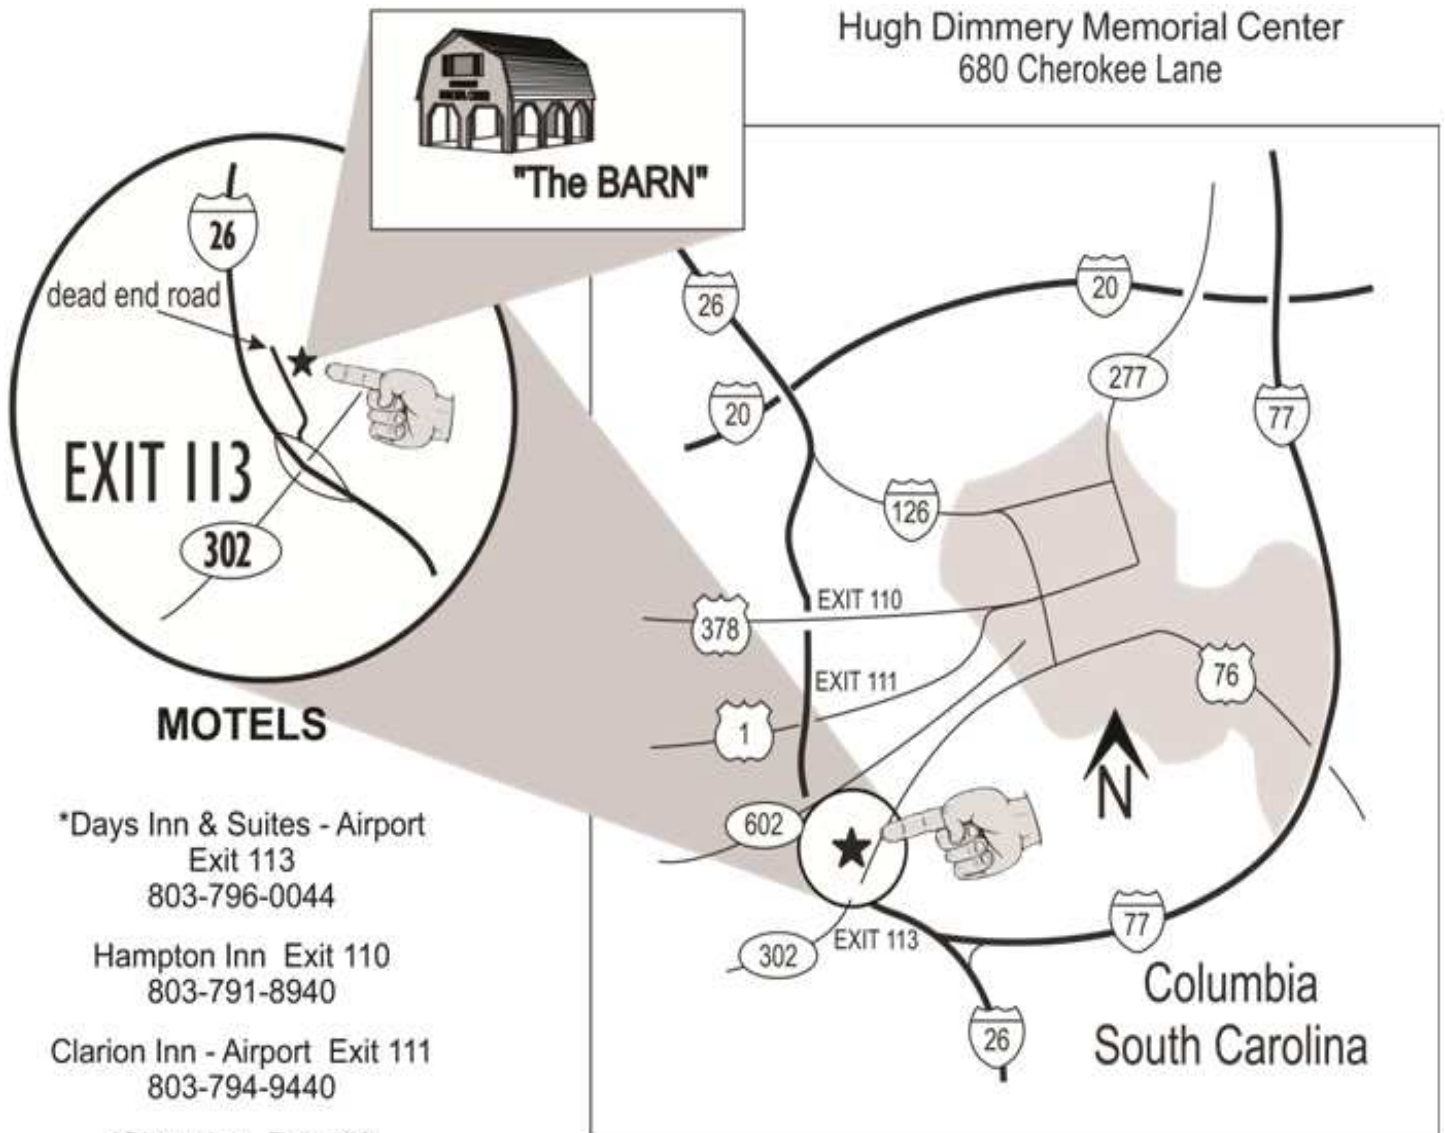 Hugh Dimmery Memorial Center
680 Cherokee Lane
"The BARN"
26
dead end road
EXIT 113
302
26
20
20
277
77
126
EXIT 110
378
EXIT 111
1
76
N
602
302
EXIT 113
77
26
Columbia
South Carolina
MOTELS
*Days Inn & Suites - Airport
Exit 113
803-796-0044
Hampton Inn Exit 110
803-791-8940
Clarion Inn - Airport Exit 111
803-794-9440